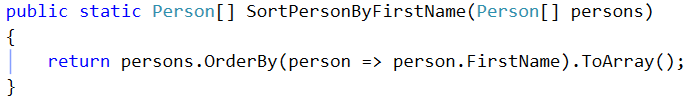 public static Person[] SortPersonByFirstName(Person[] persons)
{
    return persons.OrderBy(person => person.FirstName).ToArray();
}